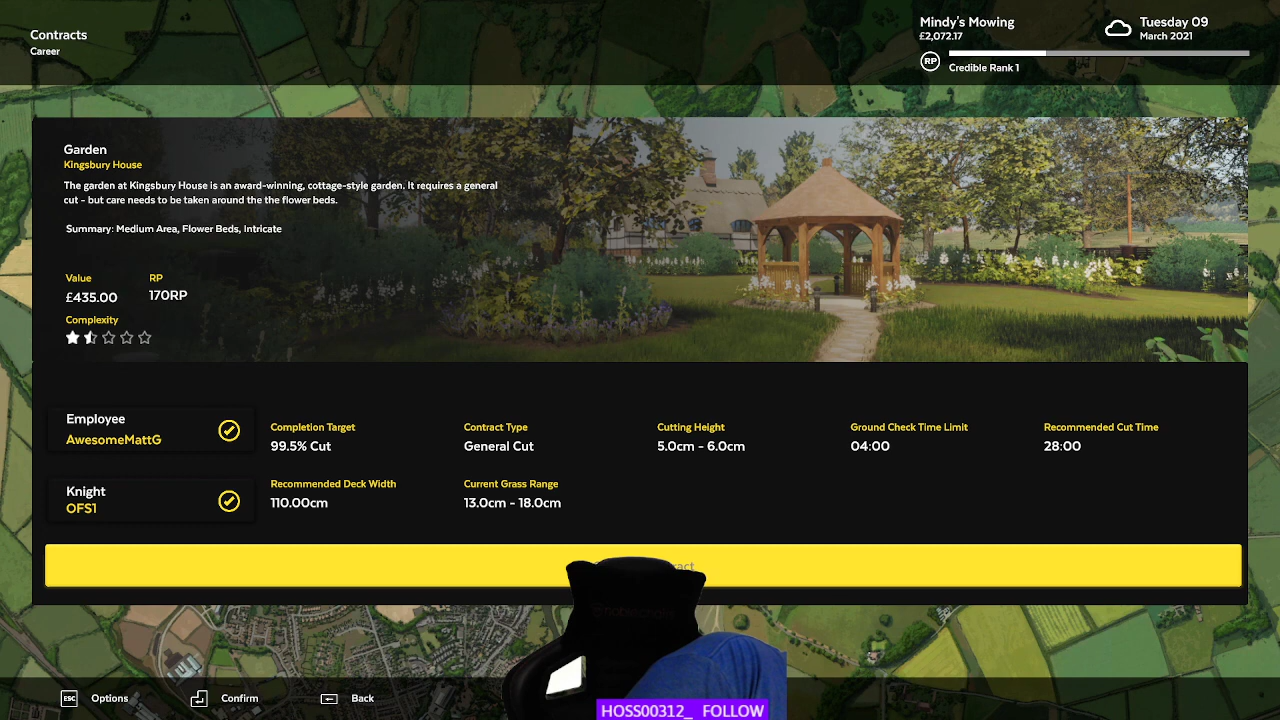 Contracts
Career
Mindy's Mowing
£2,072.17
Tuesday 09
March 2021
RP
Credible Rank 1
Garden
Kingsbury House
The garden at Kingsbury House is an award-winning, cottage-style garden. It requires a general
cut - but care needs to be taken around the the flower beds.
Summary: Medium Area, Flower Beds, Intricate
Value
RP
£435.00
170RP
Complexity
Employee
AwesomeMattG
Completion Target
99.5% Cut
Contract Type
General Cut
Cutting Height
5.0cm - 6.0cm
Ground Check Time Limit
04:00
Recommended Cut Time
28:00
Knight
OFS1
Recommended Deck Width
110.00cm
Current Grass Range
13.0cm - 18.0cm
ESC Options
Confirm
Back
HOSS00312_ FOLLOW